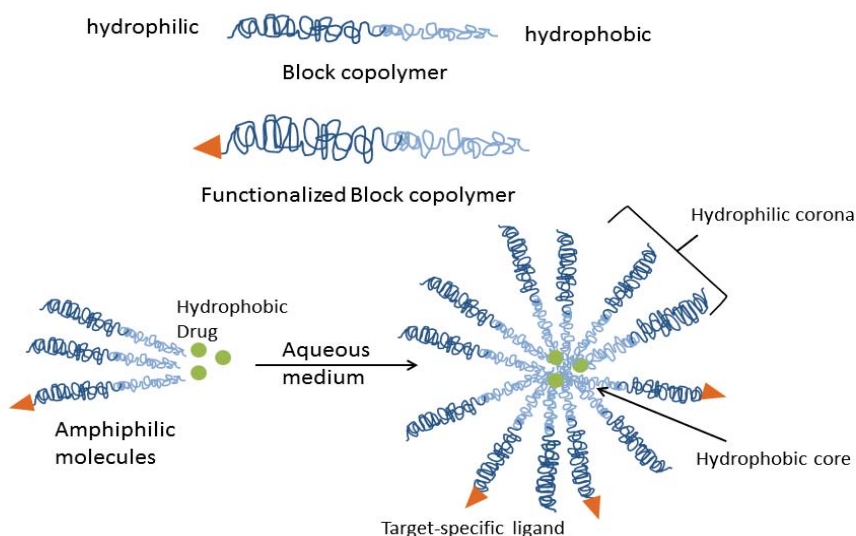 hydrophilic
hydrophobic
Block copolymer
Functionalized Block copolymer
Hydrophilic corona
Hydrophobic
Drug
Aqueous
medium
Amphiphilic
molecules
Hydrophobic core
Target-specific ligand